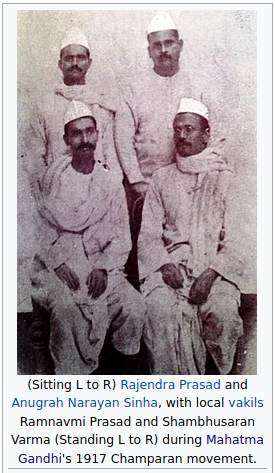 (Sitting L to R) Rajendra Prasad and
Anugrah Narayan Sinha, with local vakils
Ramnavmi Prasad and Shambhusaran
Varma (Standing L to R) during Mahatma
Gandhi's 1917 Champaran movement.